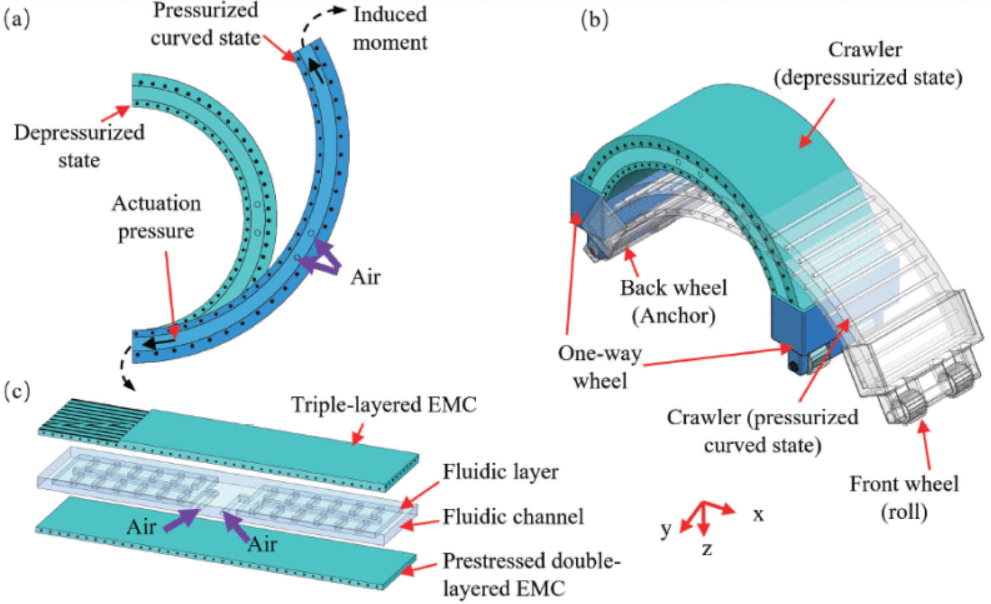 (a)
Pressurized
curved state
Induced
moment
Depressurized
state
Actuation
pressure
Air
(b)
Crawler
(depressurized state)
Back wheel
(Anchor)
One-way
wheel
Crawler (pressurized
curved state)
Front wheel
(roll)
y
z
x
(c)
Triple-layered EMC
Fluidic layer
Fluidic channel
Air
Air
Prestressed double-
layered EMC